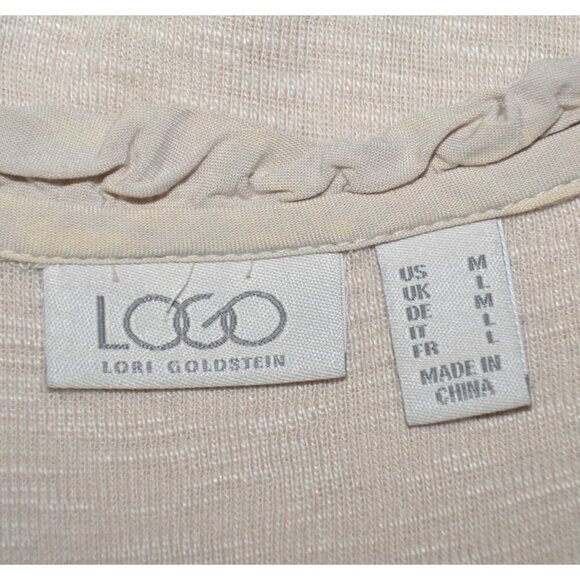 LOGO
LORI GOLDSTEIN
US M
UK L
DE M
IT L
FR L
MADE IN
CHINA